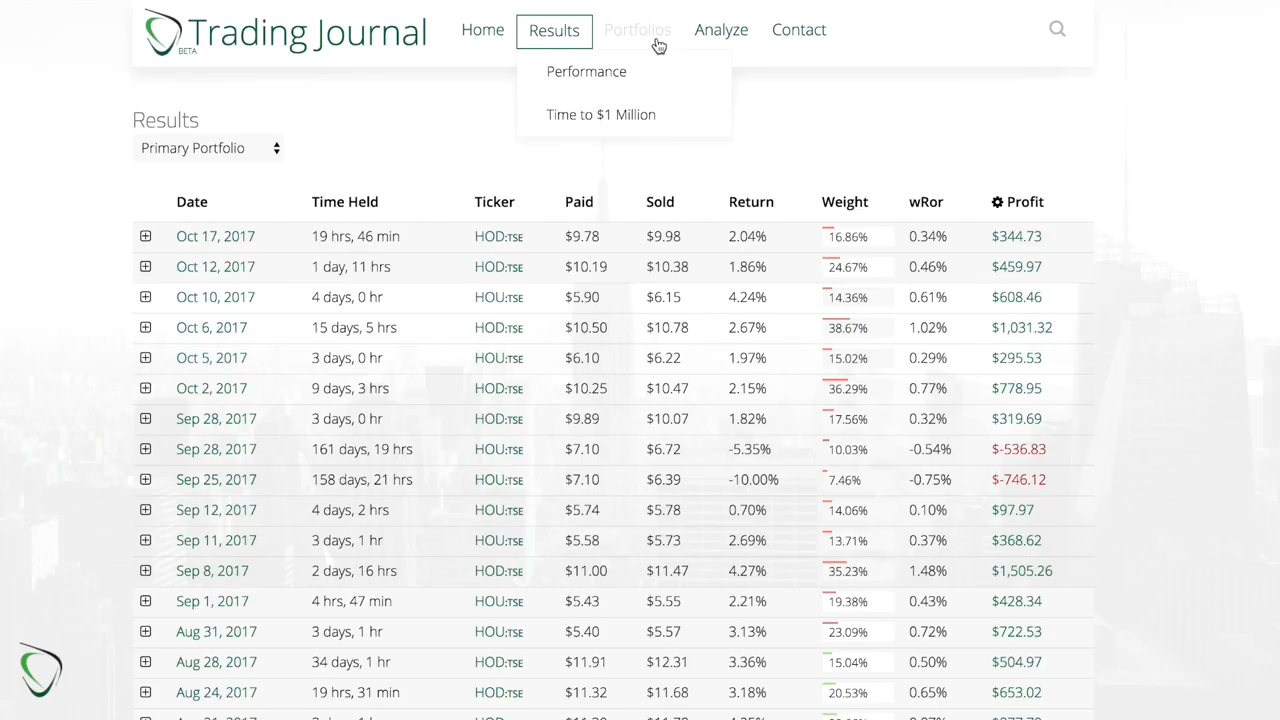 BETA Trading Journal Home Results Portfolios Analyze Contact
Performance
Time to $1 Million
Results
Primary Portfolio
Date Time Held Ticker Paid Sold Return Weight wRor Profit
Oct 17, 2017 19 hrs, 46 min HOD:TSE $9.78 $9.98 2.04% 16.86% 0.34% $344.73
Oct 12, 2017 1 day, 11 hrs HOD:TSE $10.19 $10.38 1.86% 24.67% 0.46% $459.97
Oct 10, 2017 4 days, 0 hr HOU:TSE $5.90 $6.15 4.24% 14.36% 0.61% $608.46
Oct 6, 2017 15 days, 5 hrs HOD:TSE $10.50 $10.78 2.67% 38.67% 1.02% $1,031.32
Oct 5, 2017 3 days, 0 hr HOU:TSE $6.10 $6.22 1.97% 15.02% 0.29% $295.53
Oct 2, 2017 9 days, 3 hrs HOD:TSE $10.25 $10.47 2.15% 36.29% 0.77% $778.95
Sep 28, 2017 3 days, 0 hr HOD:TSE $9.89 $10.07 1.82% 17.56% 0.32% $319.69
Sep 28, 2017 161 days, 19 hrs HOU:TSE $7.10 $6.72 -5.35% 10.03% -0.54% $-536.83
Sep 25, 2017 158 days, 21 hrs HOU:TSE $7.10 $6.39 -10.00% 7.46% -0.75% $-746.12
Sep 12, 2017 4 days, 2 hrs HOU:TSE $5.74 $5.78 0.70% 14.06% 0.10% $97.97
Sep 11, 2017 3 days, 1 hr HOU:TSE $5.58 $5.73 2.69% 13.71% 0.37% $368.62
Sep 8, 2017 2 days, 16 hrs HOD:TSE $11.00 $11.47 4.27% 35.23% 1.48% $1,505.26
Sep 1, 2017 4 hrs, 47 min HOU:TSE $5.43 $5.55 2.21% 19.38% 0.43% $428.34
Aug 31, 2017 3 days, 1 hr HOU:TSE $5.40 $5.57 3.13% 23.09% 0.72% $722.53
Aug 28, 2017 34 days, 1 hr HOD:TSE $11.91 $12.31 3.36% 15.04% 0.50% $504.97
Aug 24, 2017 19 hrs, 31 min HOD:TSE $11.32 $11.68 3.18% 20.53% 0.65% $653.02